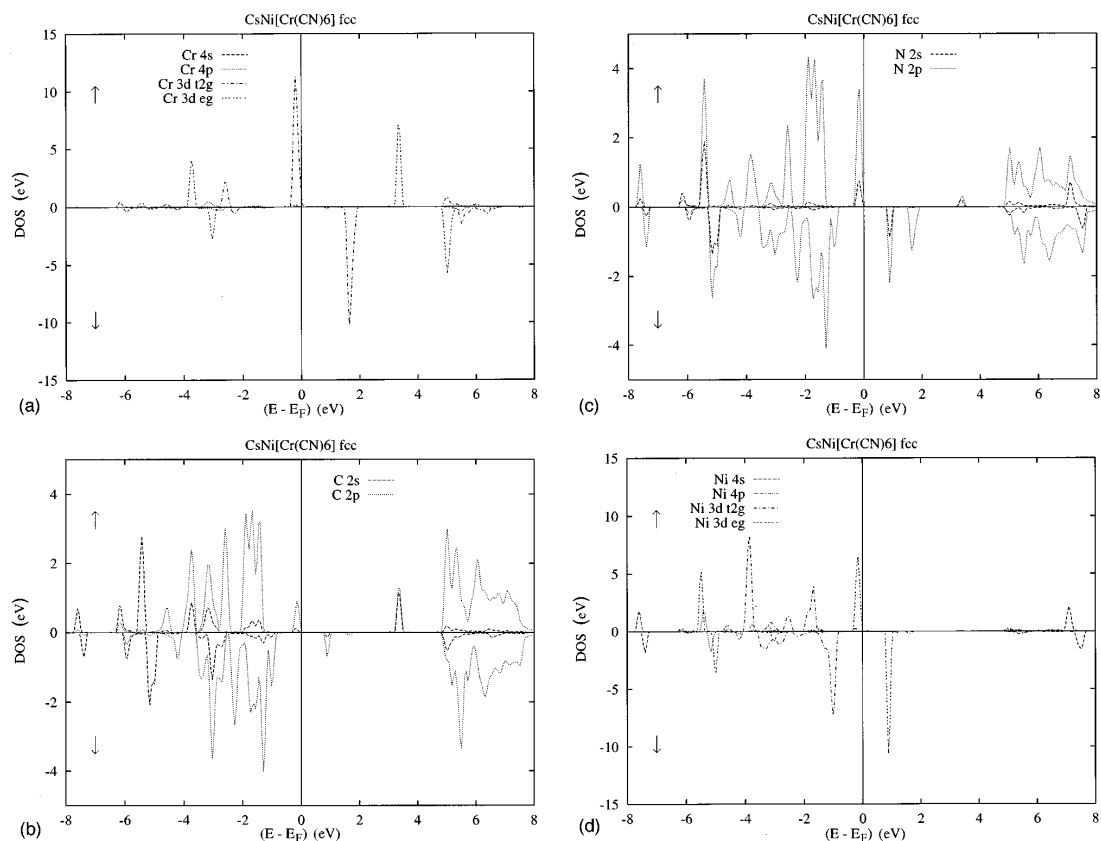 CsNi[Cr(CN)6] fcc
Cr 4s
Cr 4p
Cr 3d t2g
Cr 3d eg
DOS (eV)
15
10
5
0
-5
-10
-15
-8 -6 -4 -2 0 2 4 6 8
(E - EF) (eV)
(a)
CsNi[Cr(CN)6] fcc
N 2s
N 2p
DOS (eV)
4
2
0
-2
-4
-8 -6 -4 -2 0 2 4 6 8
(E - EF) (eV)
(c)
CsNi[Cr(CN)6] fcc
C 2s
C 2p
DOS (eV)
4
2
0
-2
-4
-8 -6 -4 -2 0 2 4 6 8
(E - EF) (eV)
(b)
CsNi[Cr(CN)6] fcc
Ni 4s
Ni 4p
Ni 3d t2g
Ni 3d eg
DOS (eV)
15
10
5
0
-5
-10
-15
-8 -6 -4 -2 0 2 4 6 8
(E - EF) (eV)
(d)